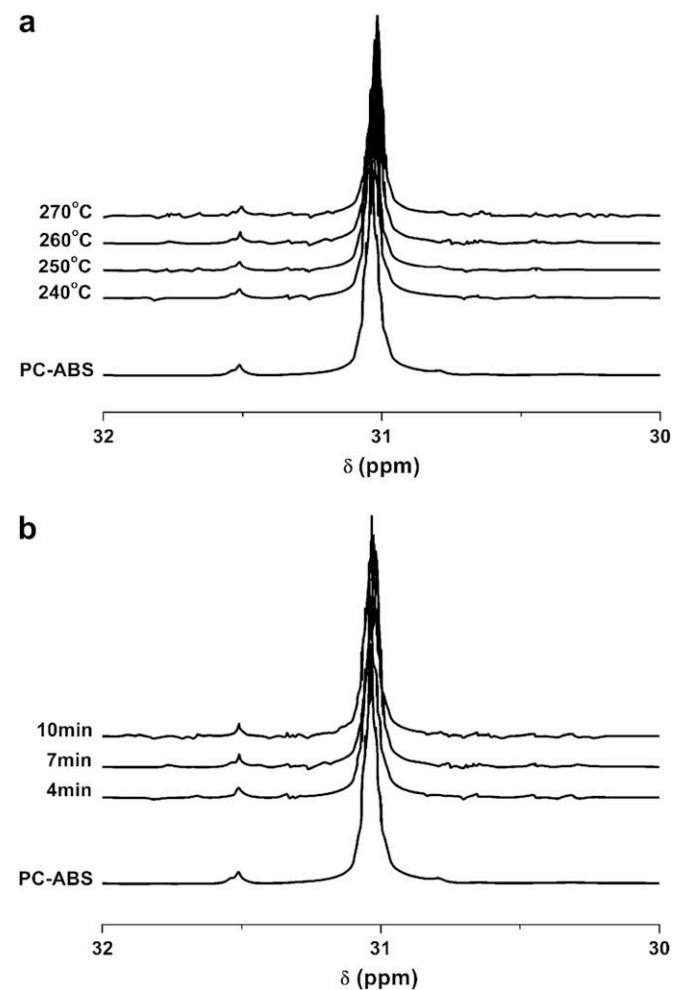 a
270°C
260°C
250°C
240°C
PC-ABS
32 31 30
δ (ppm)
b
10min
7min
4min
PC-ABS
32 31 30
δ (ppm)